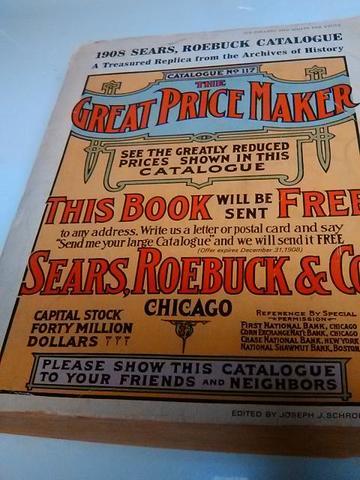 1908 SEARS, ROEBUCK CATALOGUE
A Treasured Replica from the Archives of History
CATALOGUE No 117
THE
GREAT PRICE MAKER
SEE THE GREATLY REDUCED
PRICES SHOWN IN THIS
CATALOGUE
THIS BOOK WILL BE SENT FREE
to any address. Write us a letter or postal card and say
"Send me your large Catalogue" and we will send it FREE
(Offer expires December 31, 1908)
SEARS, ROEBUCK & Co
CHICAGO
CAPITAL STOCK
FORTY MILLION
DOLLARS
REFERENCE BY SPECIAL
PERMISSION
FIRST NATIONAL BANK, CHICAGO
CORN EXCHANGE NATL BANK, CHICAGO
CHASE NATIONAL BANK, NEW YORK
NATIONAL SHAWMUT BANK, BOSTON
PLEASE SHOW THIS CATALOGUE
TO YOUR FRIENDS AND NEIGHBORS
EDITED BY JOSEPH J. SCHRO